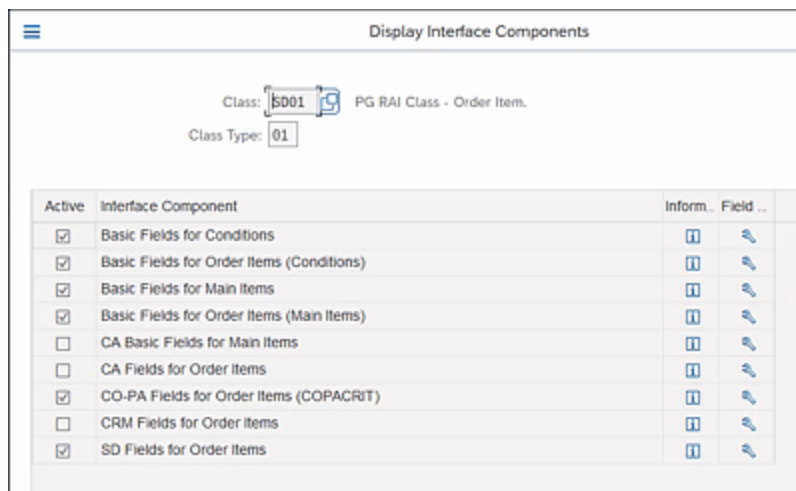 Display Interface Components
Class: SD01 PG RAI Class - Order Item.
Class Type: 01
Active Interface Component Inform... Field ...
Basic Fields for Conditions
Basic Fields for Order Items (Conditions)
Basic Fields for Main Items
Basic Fields for Order Items (Main Items)
CA Basic Fields for Main Items
CA Fields for Order Items
CO-PA Fields for Order Items (COPACRIT)
CRM Fields for Order Items
SD Fields for Order Items